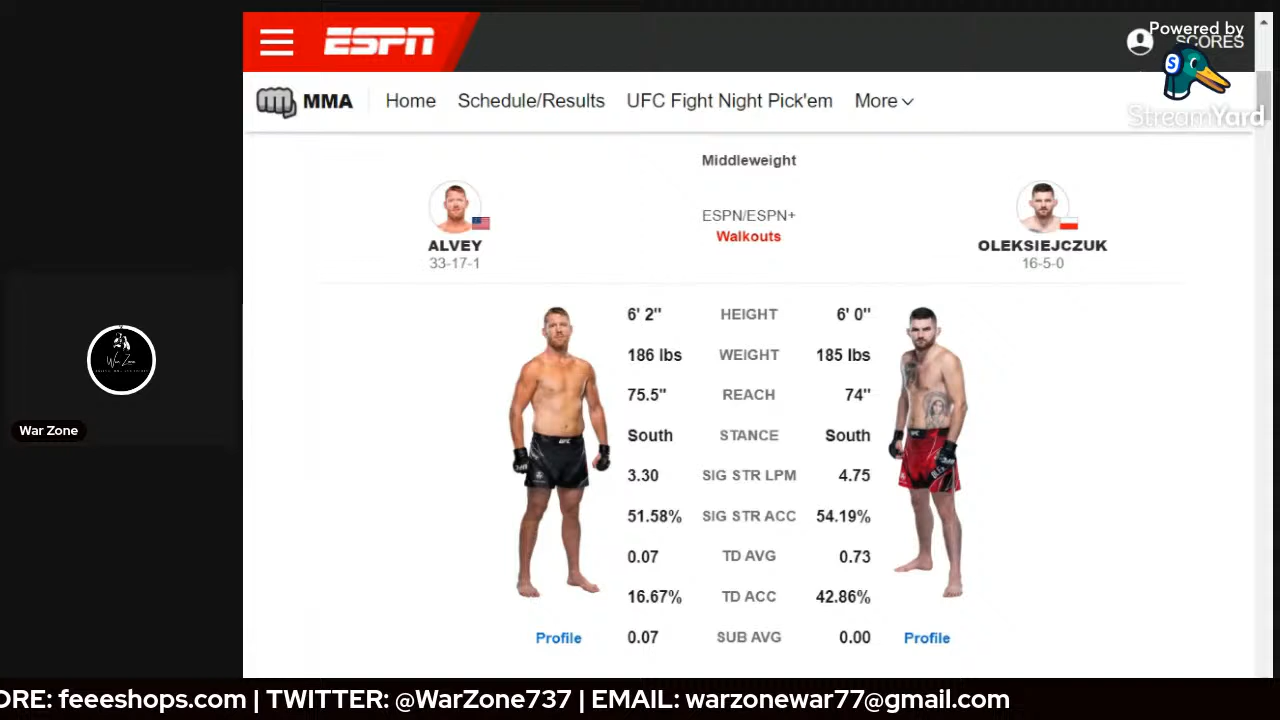 ESPN
Powered by
SCORES
StreamYard
MMA Home Schedule/Results UFC Fight Night Pick'em More
Middleweight
ALVEY
33-17-1
ESPN/ESPN+
Walkouts
OLEKSIEJCZUK
16-5-0
6' 2" HEIGHT 6' 0"
186 lbs WEIGHT 185 lbs
75.5" REACH 74"
South STANCE South
3.30 SIG STR LPM 4.75
51.58% SIG STR ACC 54.19%
0.07 TD AVG 0.73
16.67% TD ACC 42.86%
Profile 0.07 SUB AVG 0.00 Profile
War Zone
War Zone
ORE: feeeshops.com | TWITTER: @WarZone737 | EMAIL: warzonewar77@gmail.com